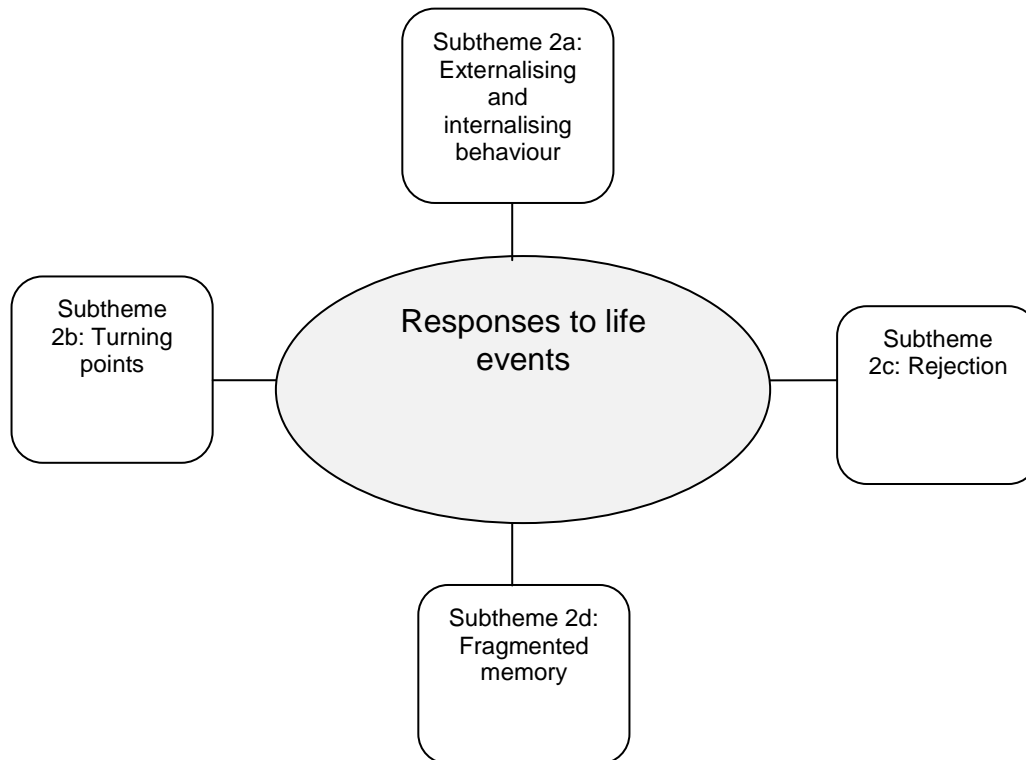 Subtheme 2a:
Externalising
and
internalising
behaviour
Subtheme
2b: Turning
points
Responses to life
events
Subtheme
2c: Rejection
Subtheme 2d:
Fragmented
memory